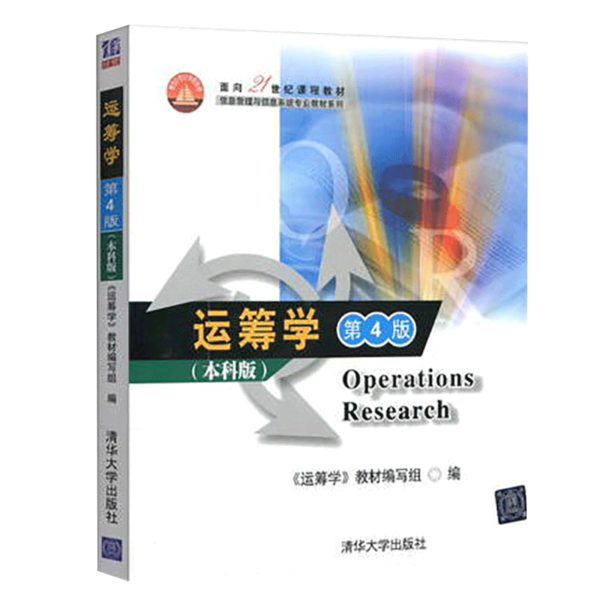 面向21世纪课程教材
信息管理与信息系统专业教材系列
O
R
运筹学 第4版
（本科版）
Operations
Research
《运筹学》教材编写组 编
清华大学出版社
运筹学
第4版
（本科版）
《运筹学》教材编写组 编
清华大学出版社